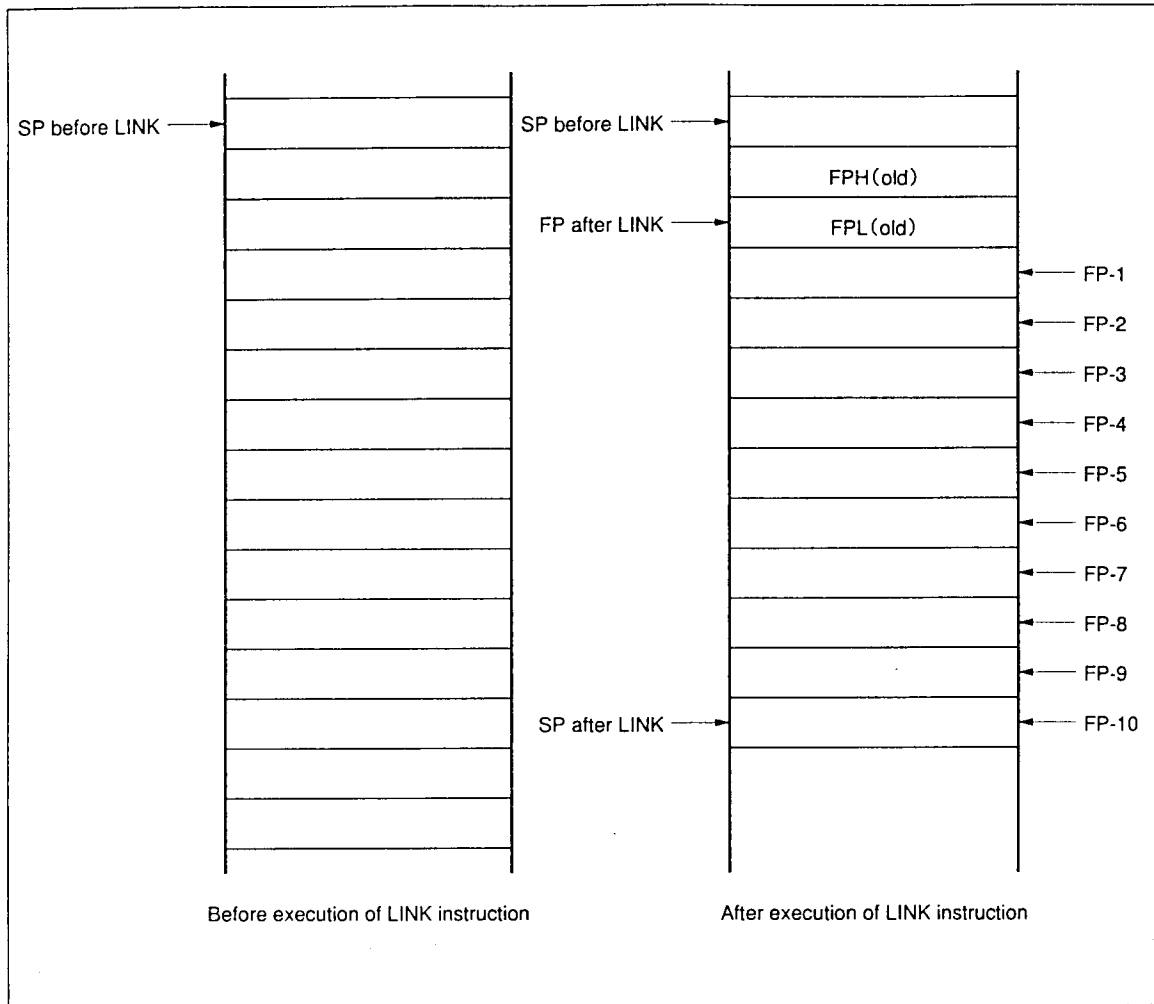 SP before LINK
SP before LINK
FPH(old)
FP after LINK
FPL(old)
FP-1
FP-2
FP-3
FP-4
FP-5
FP-6
FP-7
FP-8
FP-9
SP after LINK
FP-10
Before execution of LINK instruction
After execution of LINK instruction